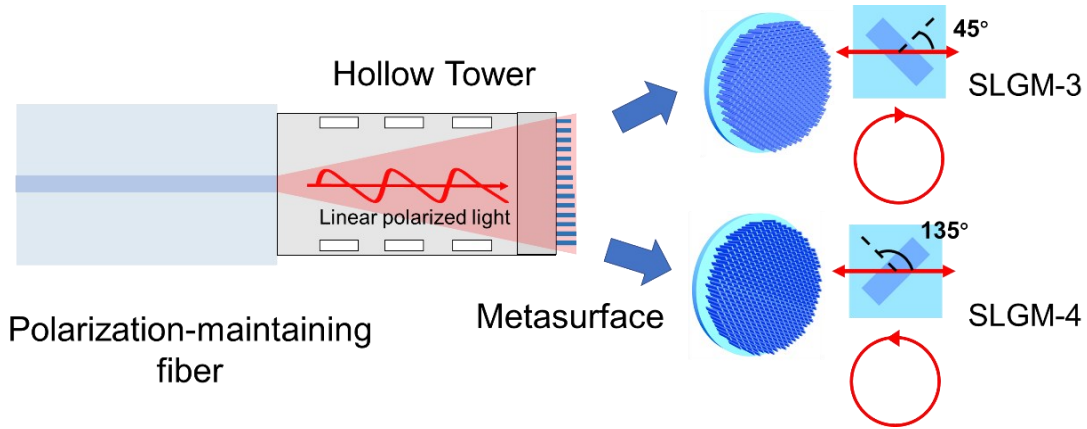 Hollow Tower
Linear polarized light
Polarization-maintaining
fiber
Metasurface
45°
SLGM-3
135°
SLGM-4